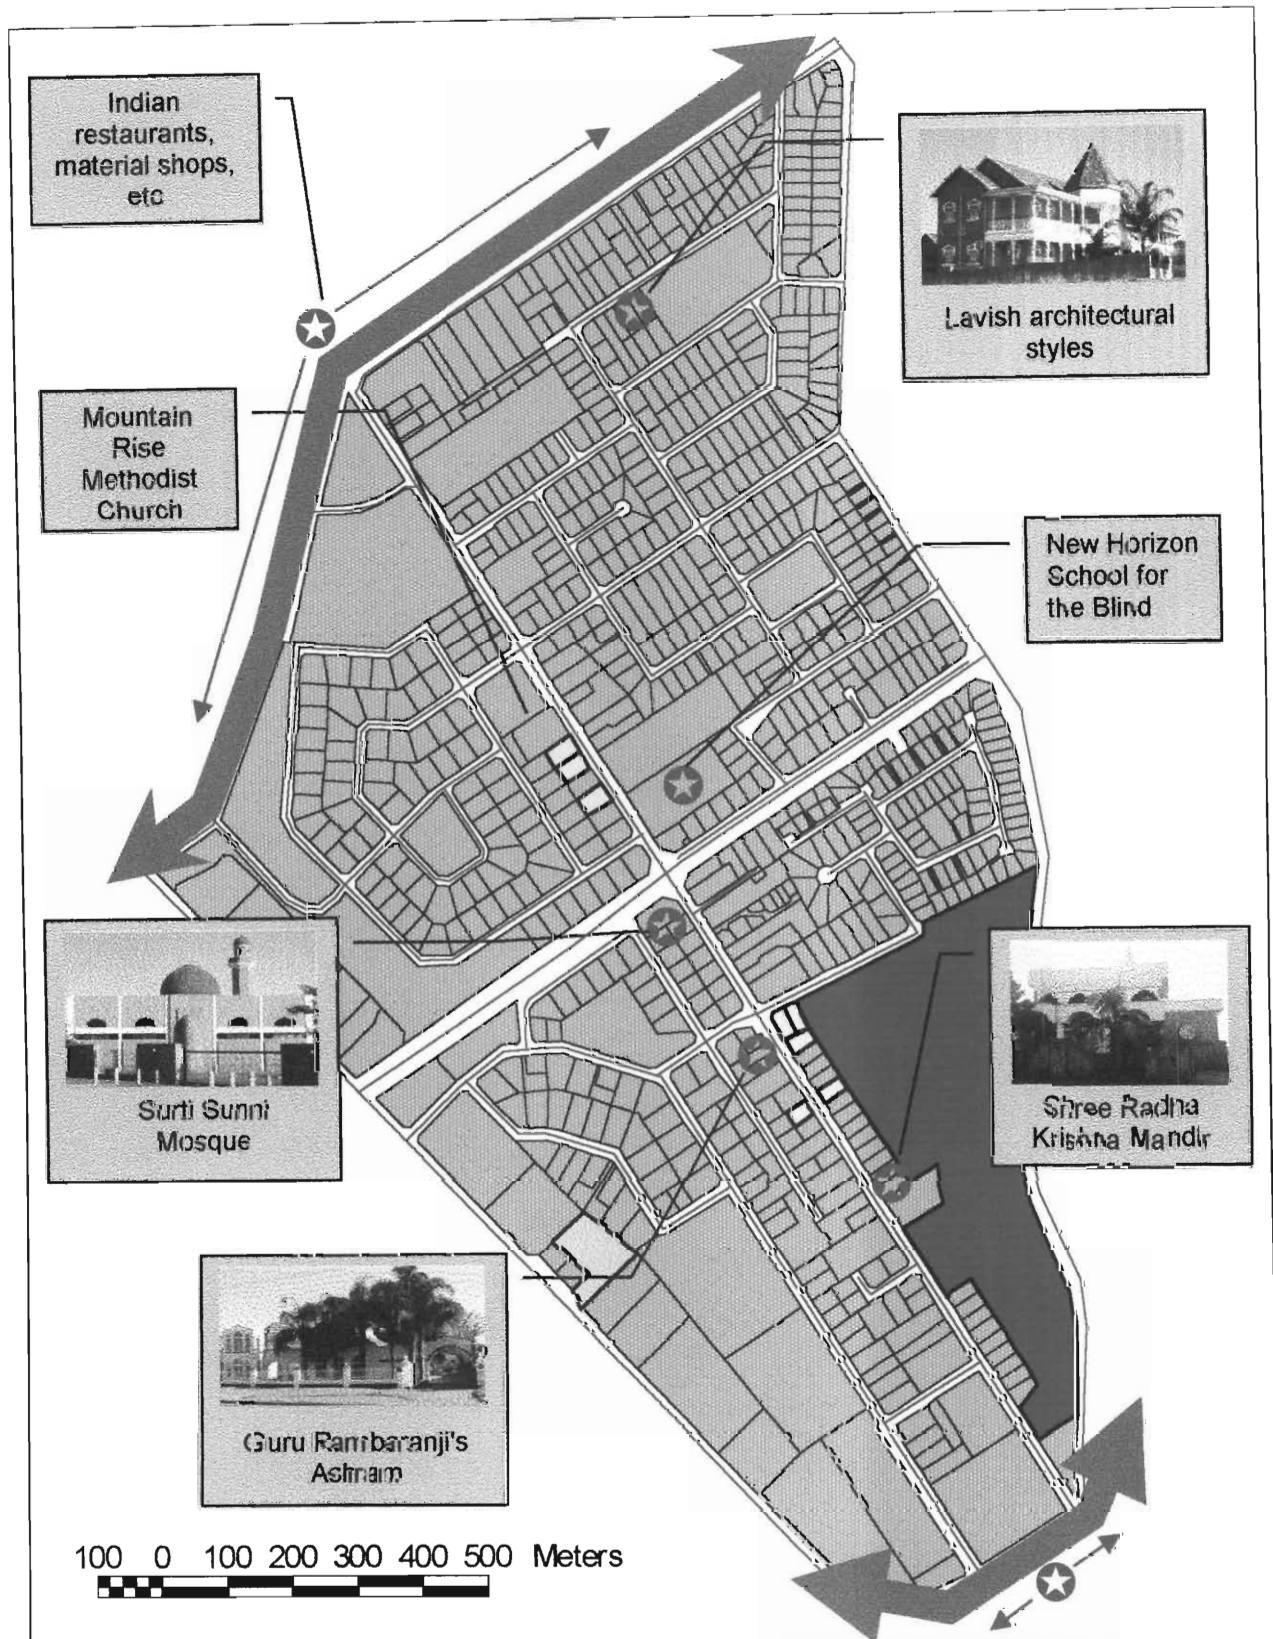 Indian
restaurants,
material shops,
etc
Lavish architectural
styles
Mountain
Rise
Methodist
Church
New Horizon
School for
the Blind
Surti Sunni
Mosque
Shree Radha
Krishna Mandir
Guru Rambaranji's
Ashram
100 0 100 200 300 400 500 Meters